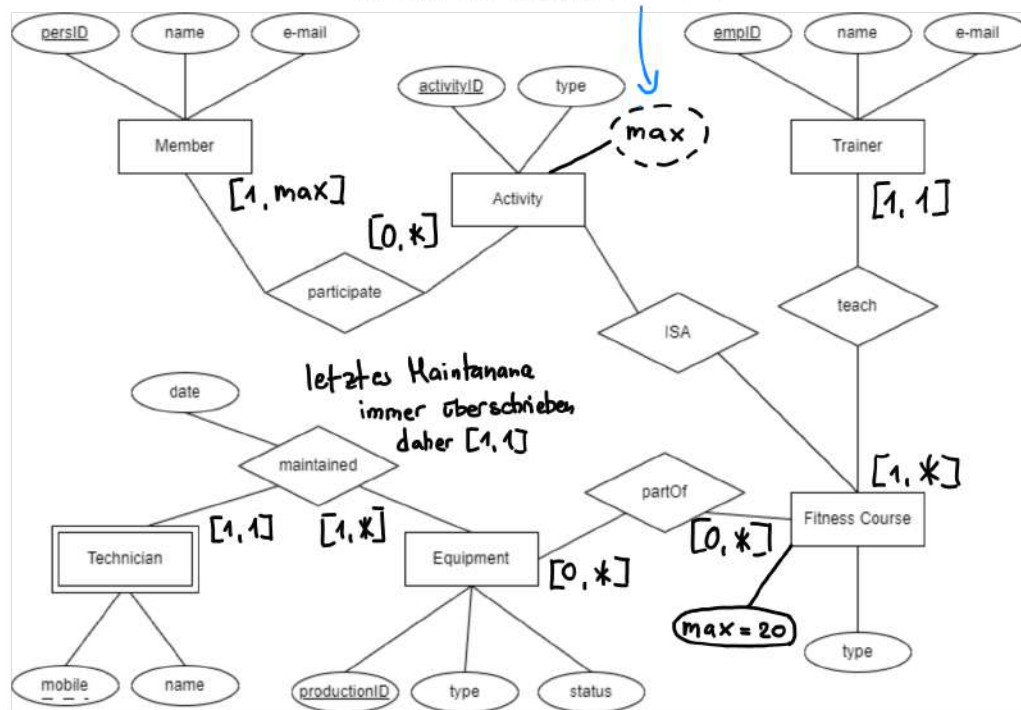 persID
name
e-mail
empID
name
e-mail
activityID
type
max
Member
Activity
Trainer
[1, max]
[0, *]
[1, 1]
participate
ISA
teach
date
letztes Maintanana
immer überschrieben
daher [1, 1]
maintained
partOf
[1, *]
[1, 1]
[1, *]
[0, *]
[0, *]
Technician
Equipment
Fitness Course
max = 20
mobile
name
productionID
type
status
type